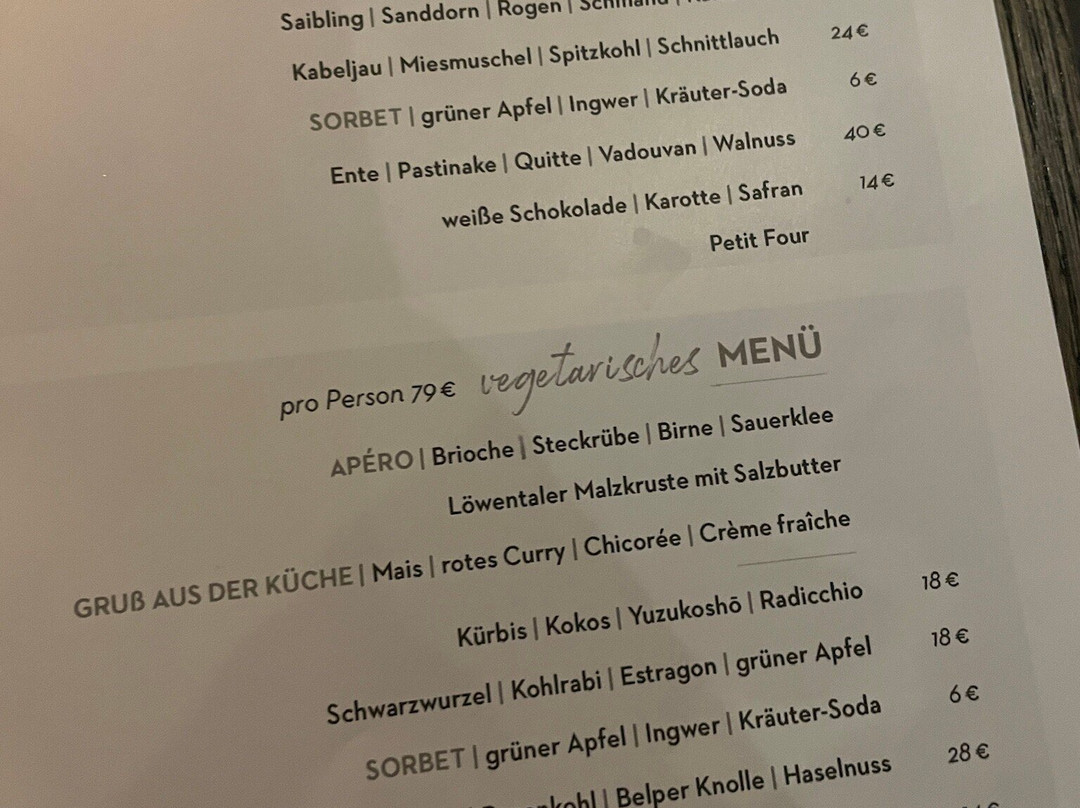 Saibling | Sanddorn | Rogen |
Kabeljau | Miesmuschel | Spitzkohl | Schnittlauch 24€
SORBET | grüner Apfel | Ingwer | Kräuter-Soda 6€
Ente | Pastinake | Quitte | Vadouvan | Walnuss 40€
weiße Schokolade | Karotte | Safran 14€
Petit Four
pro Person 79€ vegetarisches MENÜ
APÉRO | Brioche | Steckrübe | Birne | Sauerklee
Löwentaler Malzkruste mit Salzbutter
GRUß AUS DER KÜCHE | Mais | rotes Curry | Chicorée | Crème fraîche
Kürbis | Kokos | Yuzukoshō | Radicchio 18€
Schwarzwurzel | Kohlrabi | Estragon | grüner Apfel 18€
SORBET | grüner Apfel | Ingwer | Kräuter-Soda 6€
| Belper Knolle | Haselnuss 28€